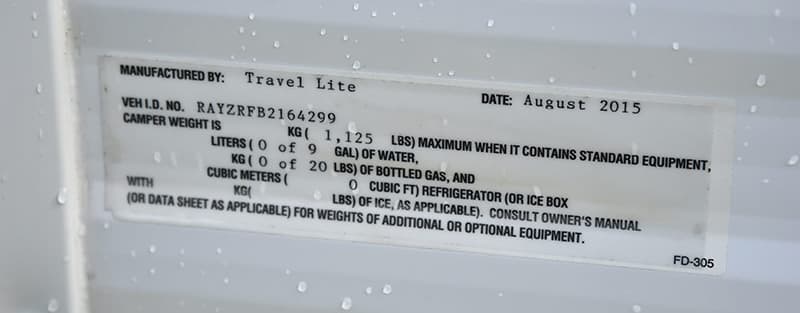 MANUFACTURED BY: Travel Lite DATE: August 2015
VEH I.D. NO. RAYZRFB2164299
CAMPER WEIGHT IS KG ( 1,125 LBS) MAXIMUM WHEN IT CONTAINS STANDARD EQUIPMENT,
LITERS ( 0 of 9 GAL) OF WATER,
KG ( 0 of 20 LBS) OF BOTTLED GAS, AND
CUBIC METERS ( 0 CUBIC FT) REFRIGERATOR (OR ICE BOX
WITH KG( LBS) OF ICE, AS APPLICABLE). CONSULT OWNER'S MANUAL
(OR DATA SHEET AS APPLICABLE) FOR WEIGHTS OF ADDITIONAL OR OPTIONAL EQUIPMENT.
FD-305